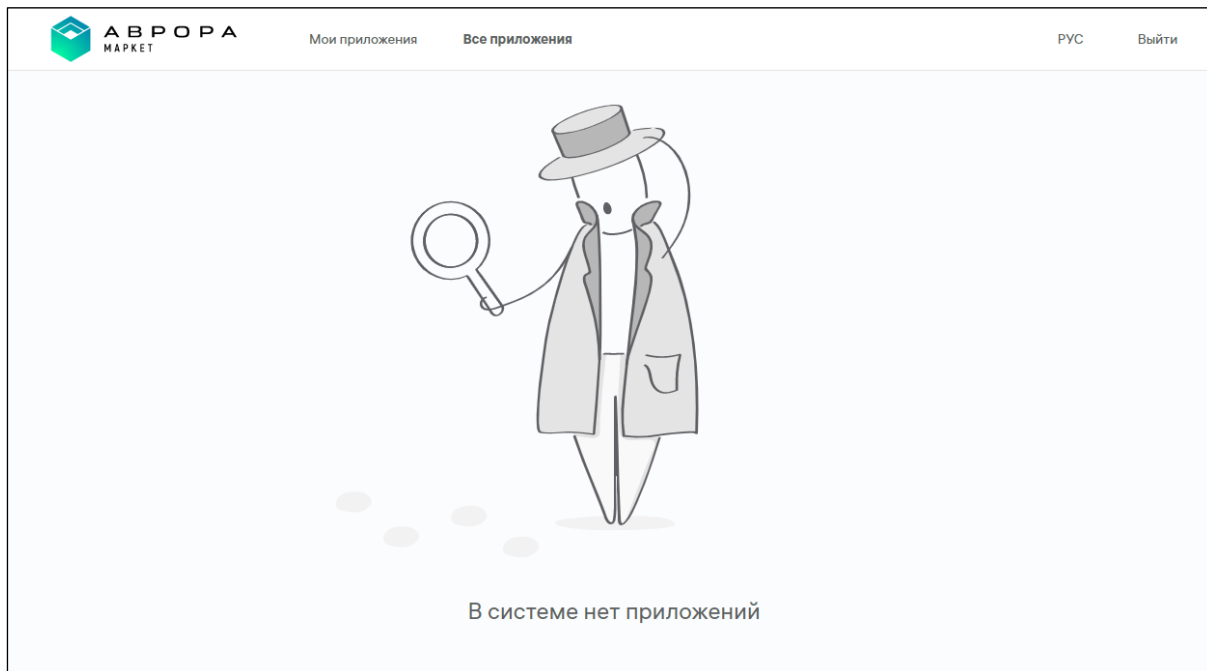 АВРОРА
МАРКЕТ
Мои приложения
Все приложения
РУС
Выйти
В системе нет приложений